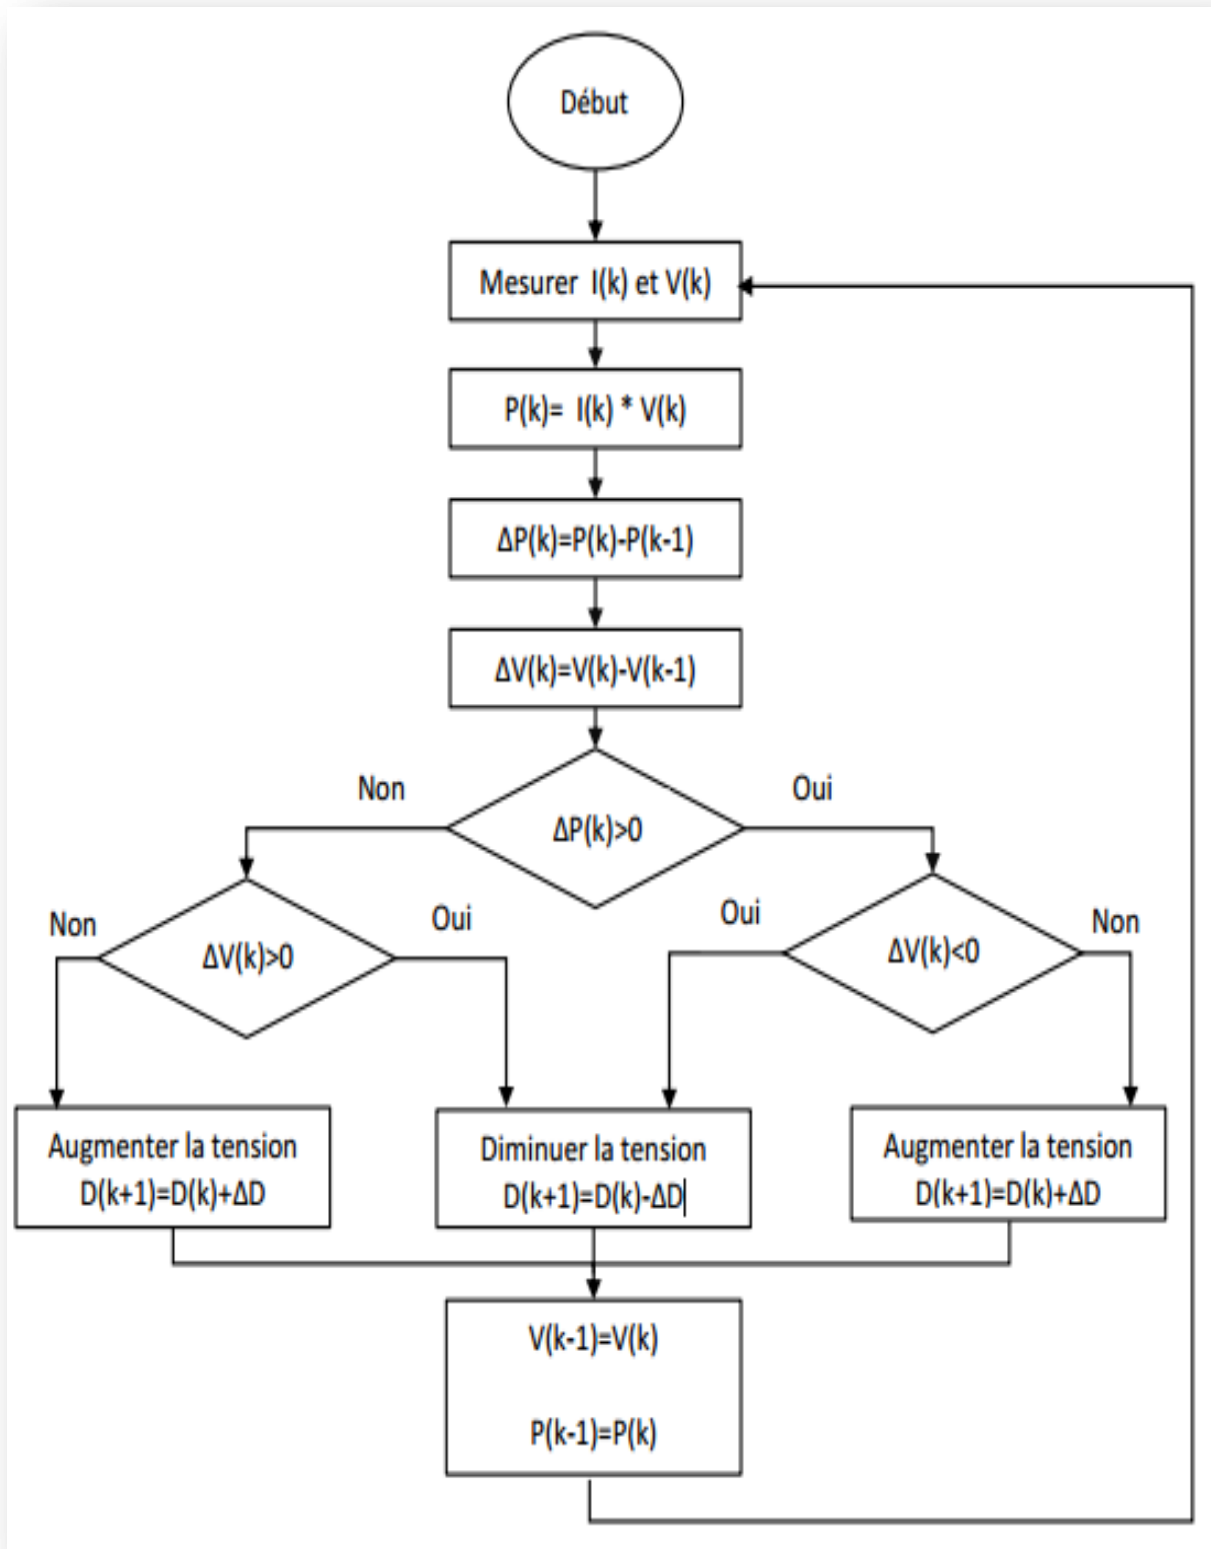 Début
Mesurer I(k) et V(k)
P(k)= I(k) * V(k)
ΔP(k)=P(k)-P(k-1)
ΔV(k)=V(k)-V(k-1)
Non
Oui
ΔP(k)>0
Non
Oui
Oui
Non
ΔV(k)>0
ΔV(k)<0
Augmenter la tension
D(k+1)=D(k)+ΔD
Diminuer la tension
D(k+1)=D(k)-ΔD
Augmenter la tension
D(k+1)=D(k)+ΔD
V(k-1)=V(k)
P(k-1)=P(k)